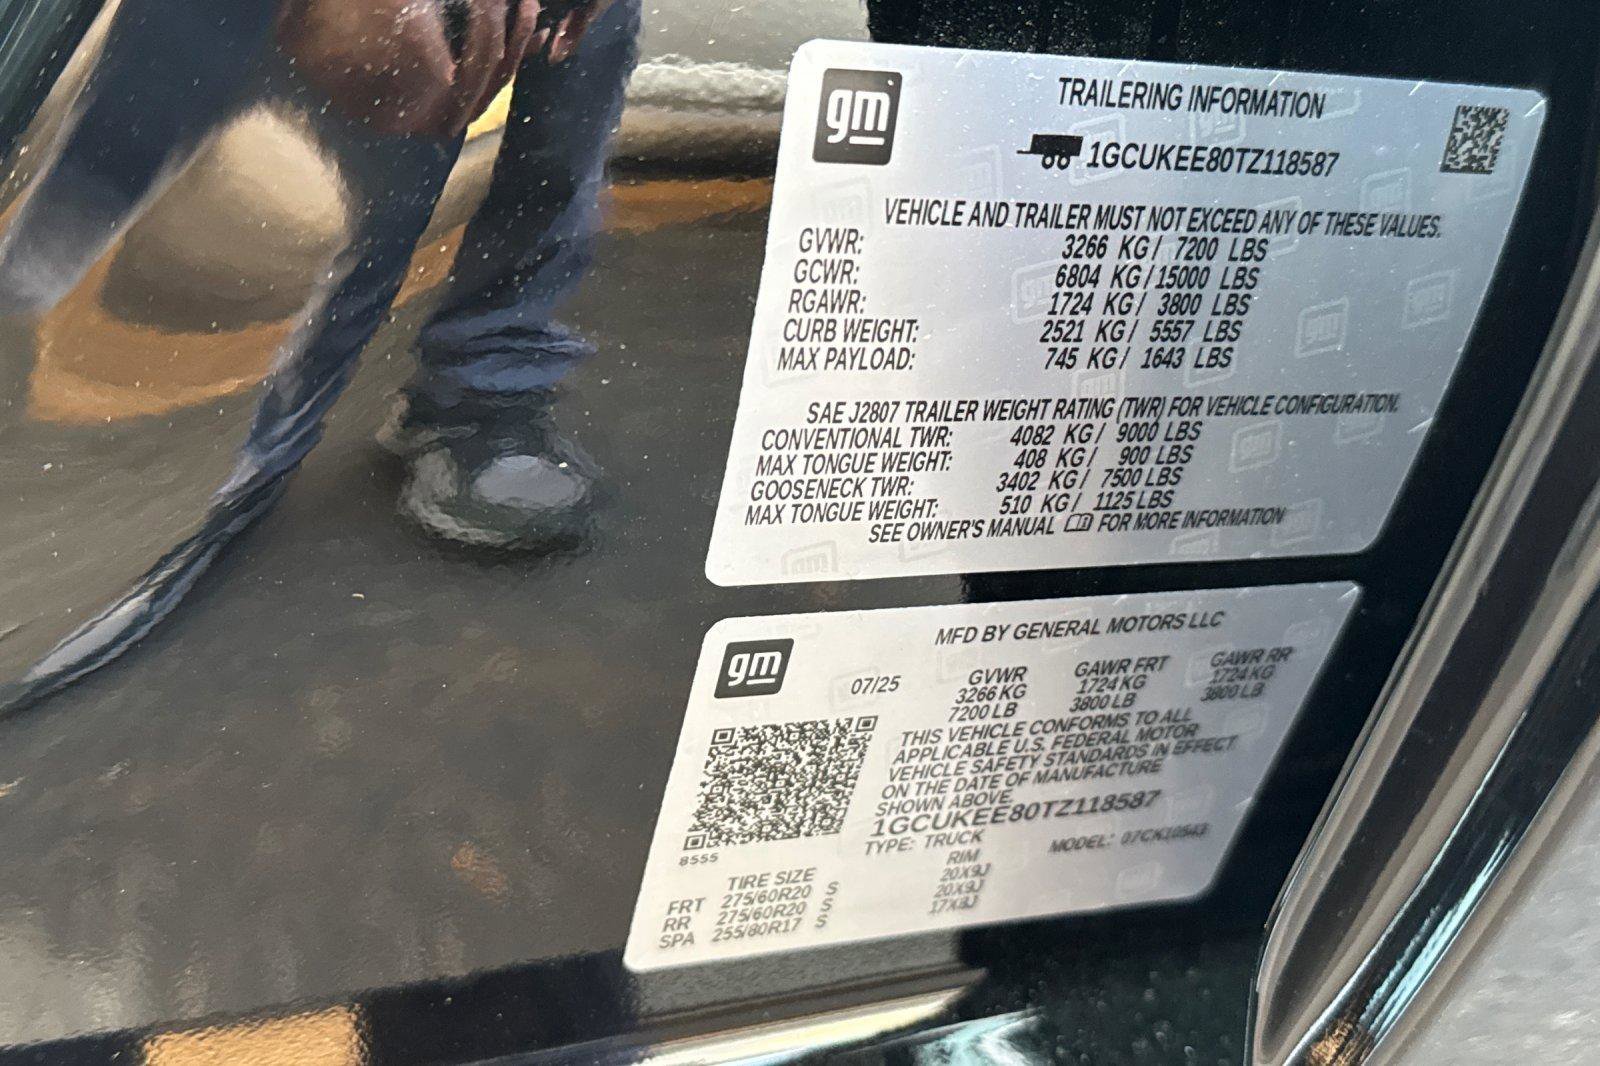 gm
TRAILERING INFORMATION
1GCUKEE80TZ118587
VEHICLE AND TRAILER MUST NOT EXCEED ANY OF THESE VALUES.
GVWR: 3266 KG/ 7200 LBS
GCWR: 6804 KG/15000 LBS
RGAWR: 1724 KG/ 3800 LBS
CURB WEIGHT: 2521 KG/ 5557 LBS
MAX PAYLOAD: 745 KG/ 1643 LBS
SAE J2807 TRAILER WEIGHT RATING (TWR) FOR VEHICLE CONFIGURATION.
CONVENTIONAL TWR: 4082 KG/ 9000 LBS
MAX TONGUE WEIGHT: 408 KG/ 900 LBS
GOOSENECK TWR: 3402 KG/ 7500 LBS
MAX TONGUE WEIGHT: 510 KG/ 1125 LBS
SEE OWNER'S MANUAL FOR MORE INFORMATION
gm
MFD BY GENERAL MOTORS LLC
07/25 GVWR GAWR FRT GAWR RR
3266 KG 1724 KG 1724 KG
7200 LB 3800 LB 3800 LB
THIS VEHICLE CONFORMS TO ALL
APPLICABLE U.S. FEDERAL MOTOR
VEHICLE SAFETY STANDARDS IN EFFECT
ON THE DATE OF MANUFACTURE
SHOWN ABOVE.
1GCUKEE80TZ118587
8555 TYPE: TRUCK MODEL: 07CK10543
TIRE SIZE RIM
FRT 275/60R20 S 20X9J
RR 275/60R20 S 20X9J
SPA 255/80R17 S 17X8J